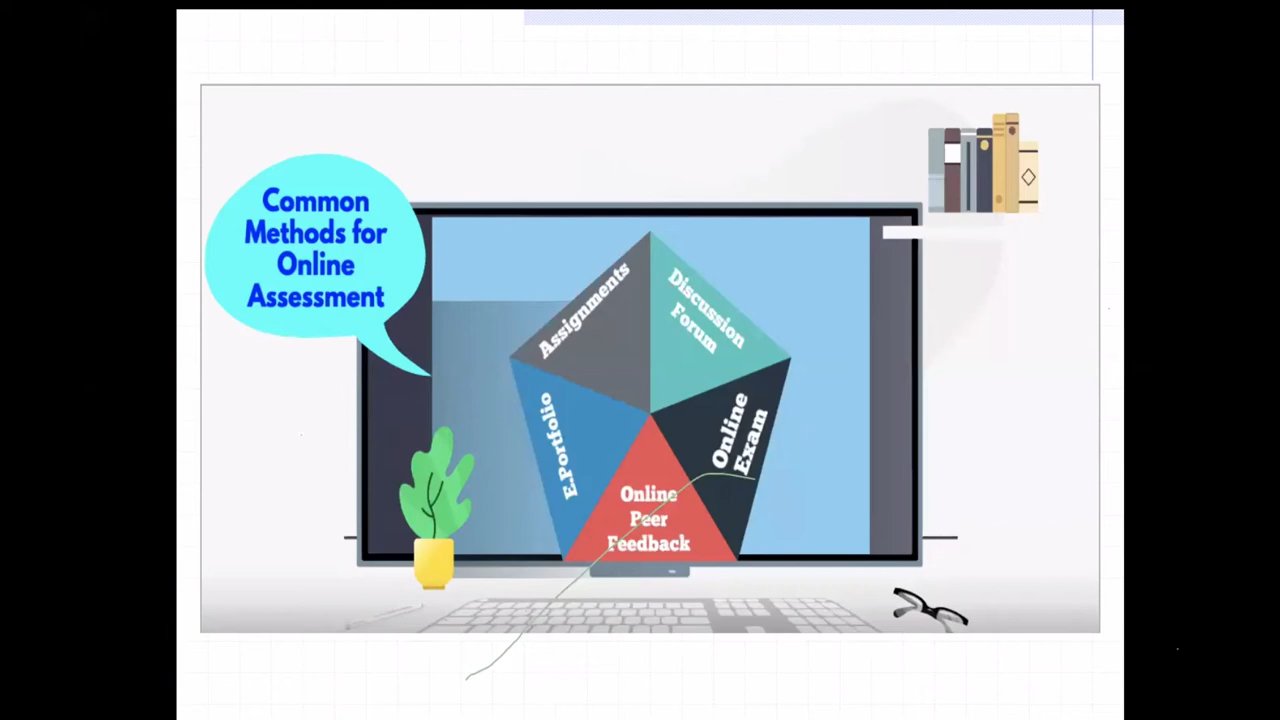 Common
Methods for
Online
Assessment
Assignments
Discussion
Forum
E.Portfolio
Online
Exam
Online
Peer
Feedback